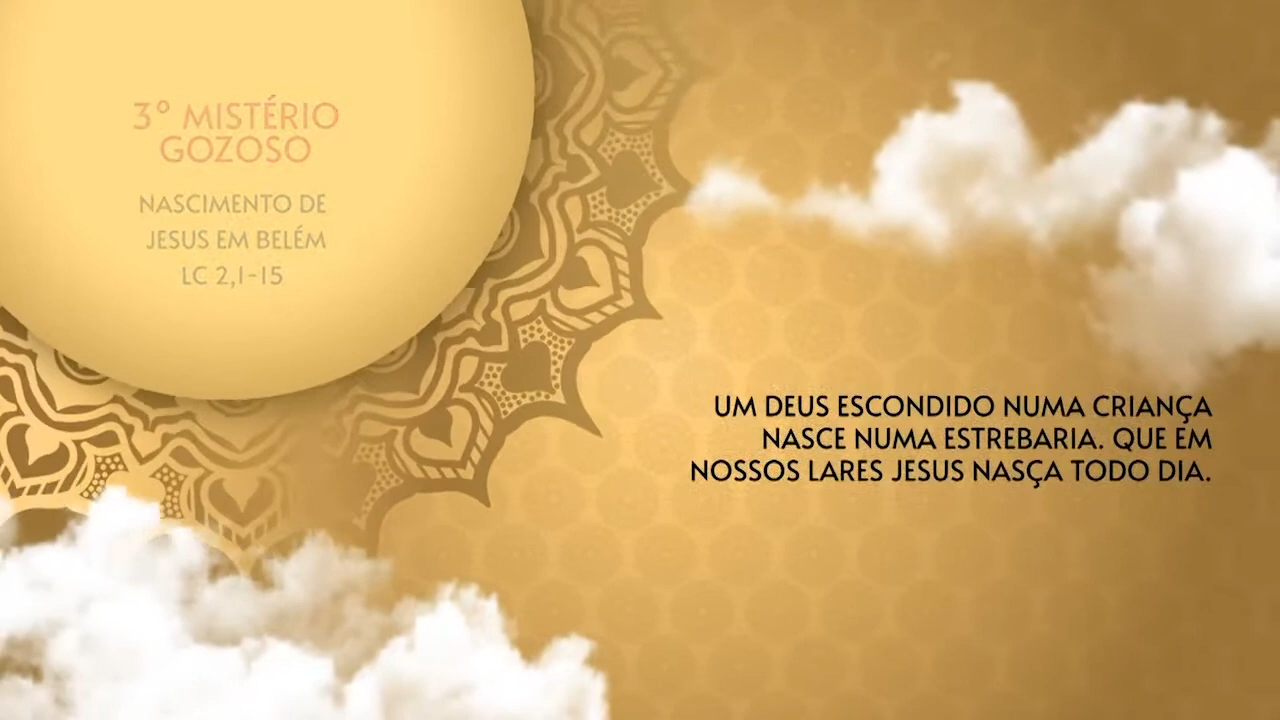 3º MISTÉRIO
GOZOSO
NASCIMENTO DE
JESUS EM BELÉM
LC 2,1-15
UM DEUS ESCONDIDO NUMA CRIANÇA
NASCE NUMA ESTREBARIA. QUE EM
NOSSOS LARES JESUS NASÇA TODO DIA.